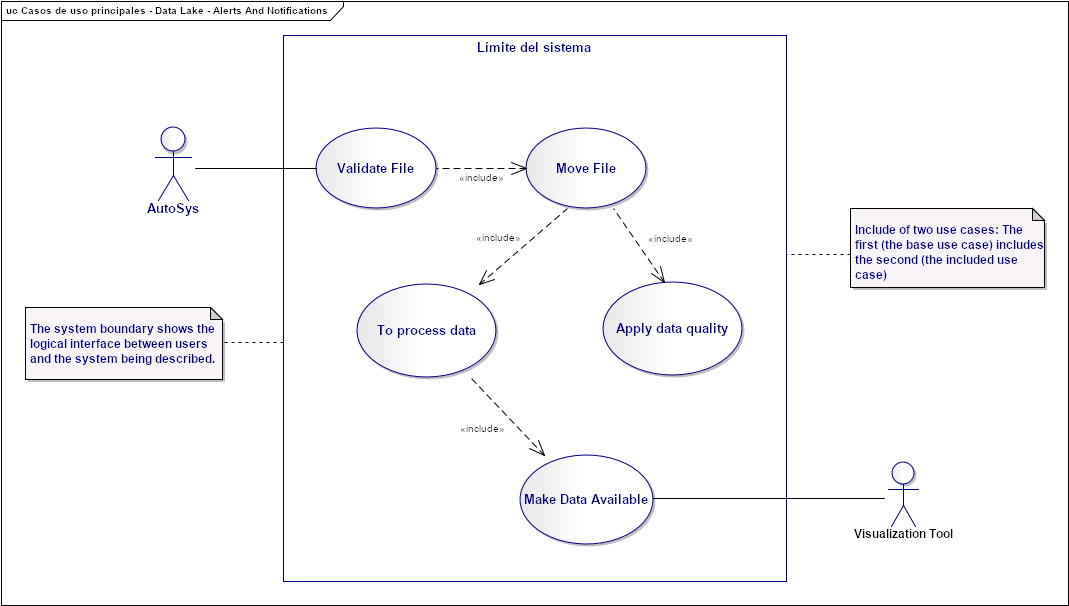 uc Casos de uso principales - Data Lake - Alerts And Notifications
Límite del sistema
Validate File
«include»
Move File
AutoSys
«include»
«include»
Include of two use cases: The
first (the base use case) includes
the second (the included use
case)
The system boundary shows the
logical interface between users
and the system being described.
To process data
Apply data quality
«include»
Make Data Available
Visualization Tool